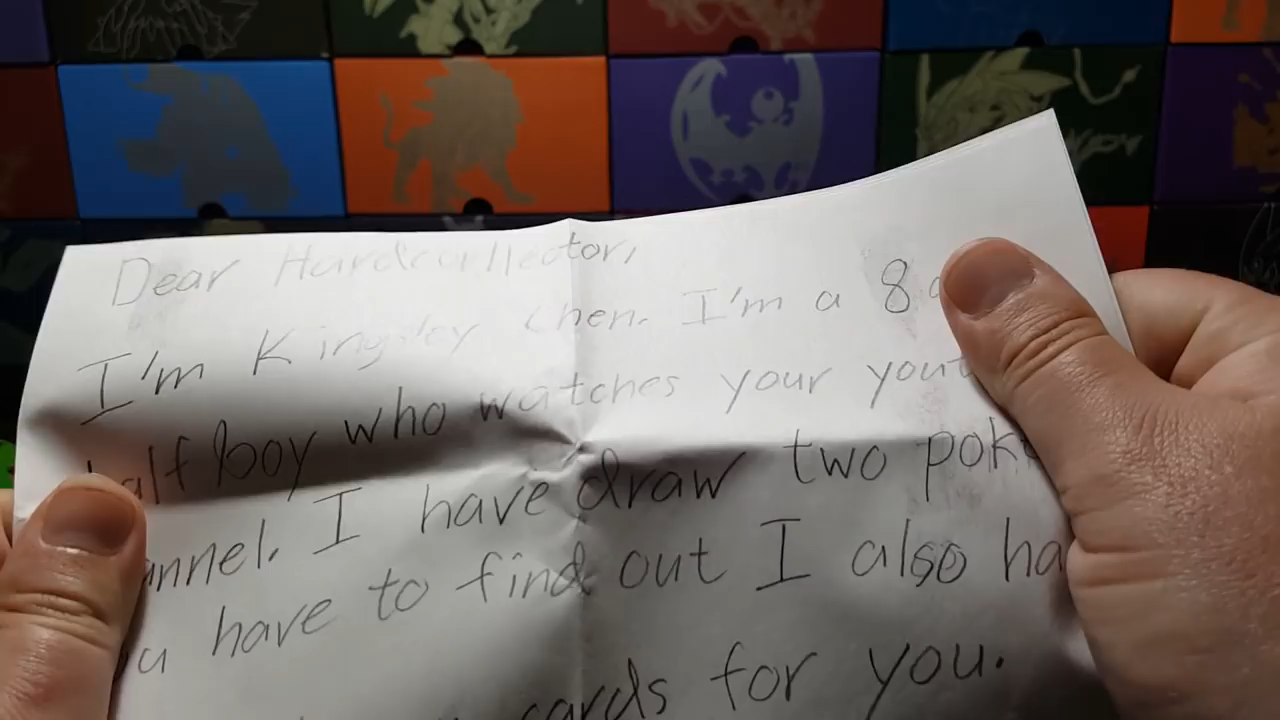 Dear Hardcollector,
I'm Kingsley Chen. I'm a 8 a
half boy who watches your yout
annel. I have draw two pok
u have to find out I also ha
cards for you.